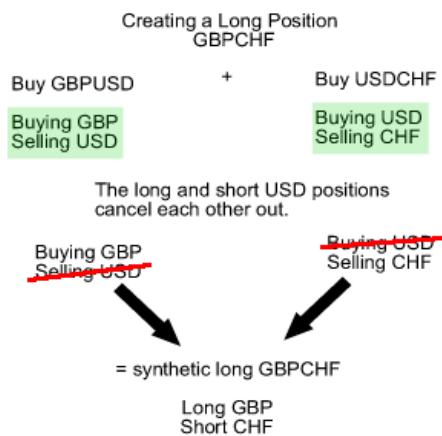 Creating a Long Position
GBPCHF
Buy GBPUSD + Buy USDCHF
Buying GBP
Selling USD
Buying USD
Selling CHF
The long and short USD positions
cancel each other out.
Buying GBP
Selling USD
Buying USD
Selling CHF
= synthetic long GBPCHF
Long GBP
Short CHF